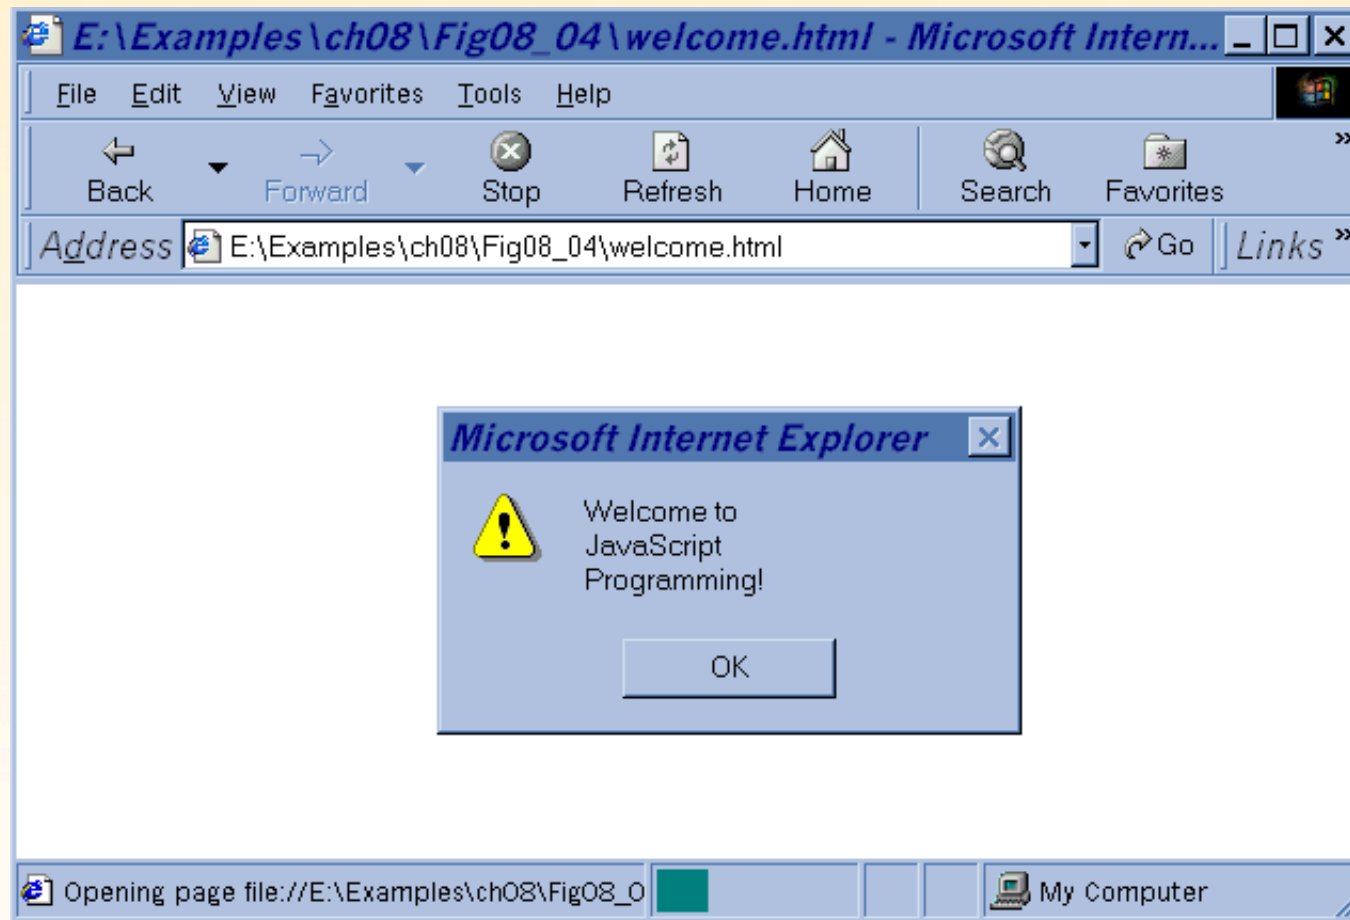 E:\Examples\ch08\Fig08_04\welcome.html - Microsoft Intern...
File Edit View Favorites Tools Help
Back Forward Stop Refresh Home Search Favorites »
Address E:\Examples\ch08\Fig08_04\welcome.html Go Links »
Microsoft Internet Explorer
Welcome to
JavaScript
Programming!
OK
Opening page file://E:\Examples\ch08\Fig08_0 My Computer